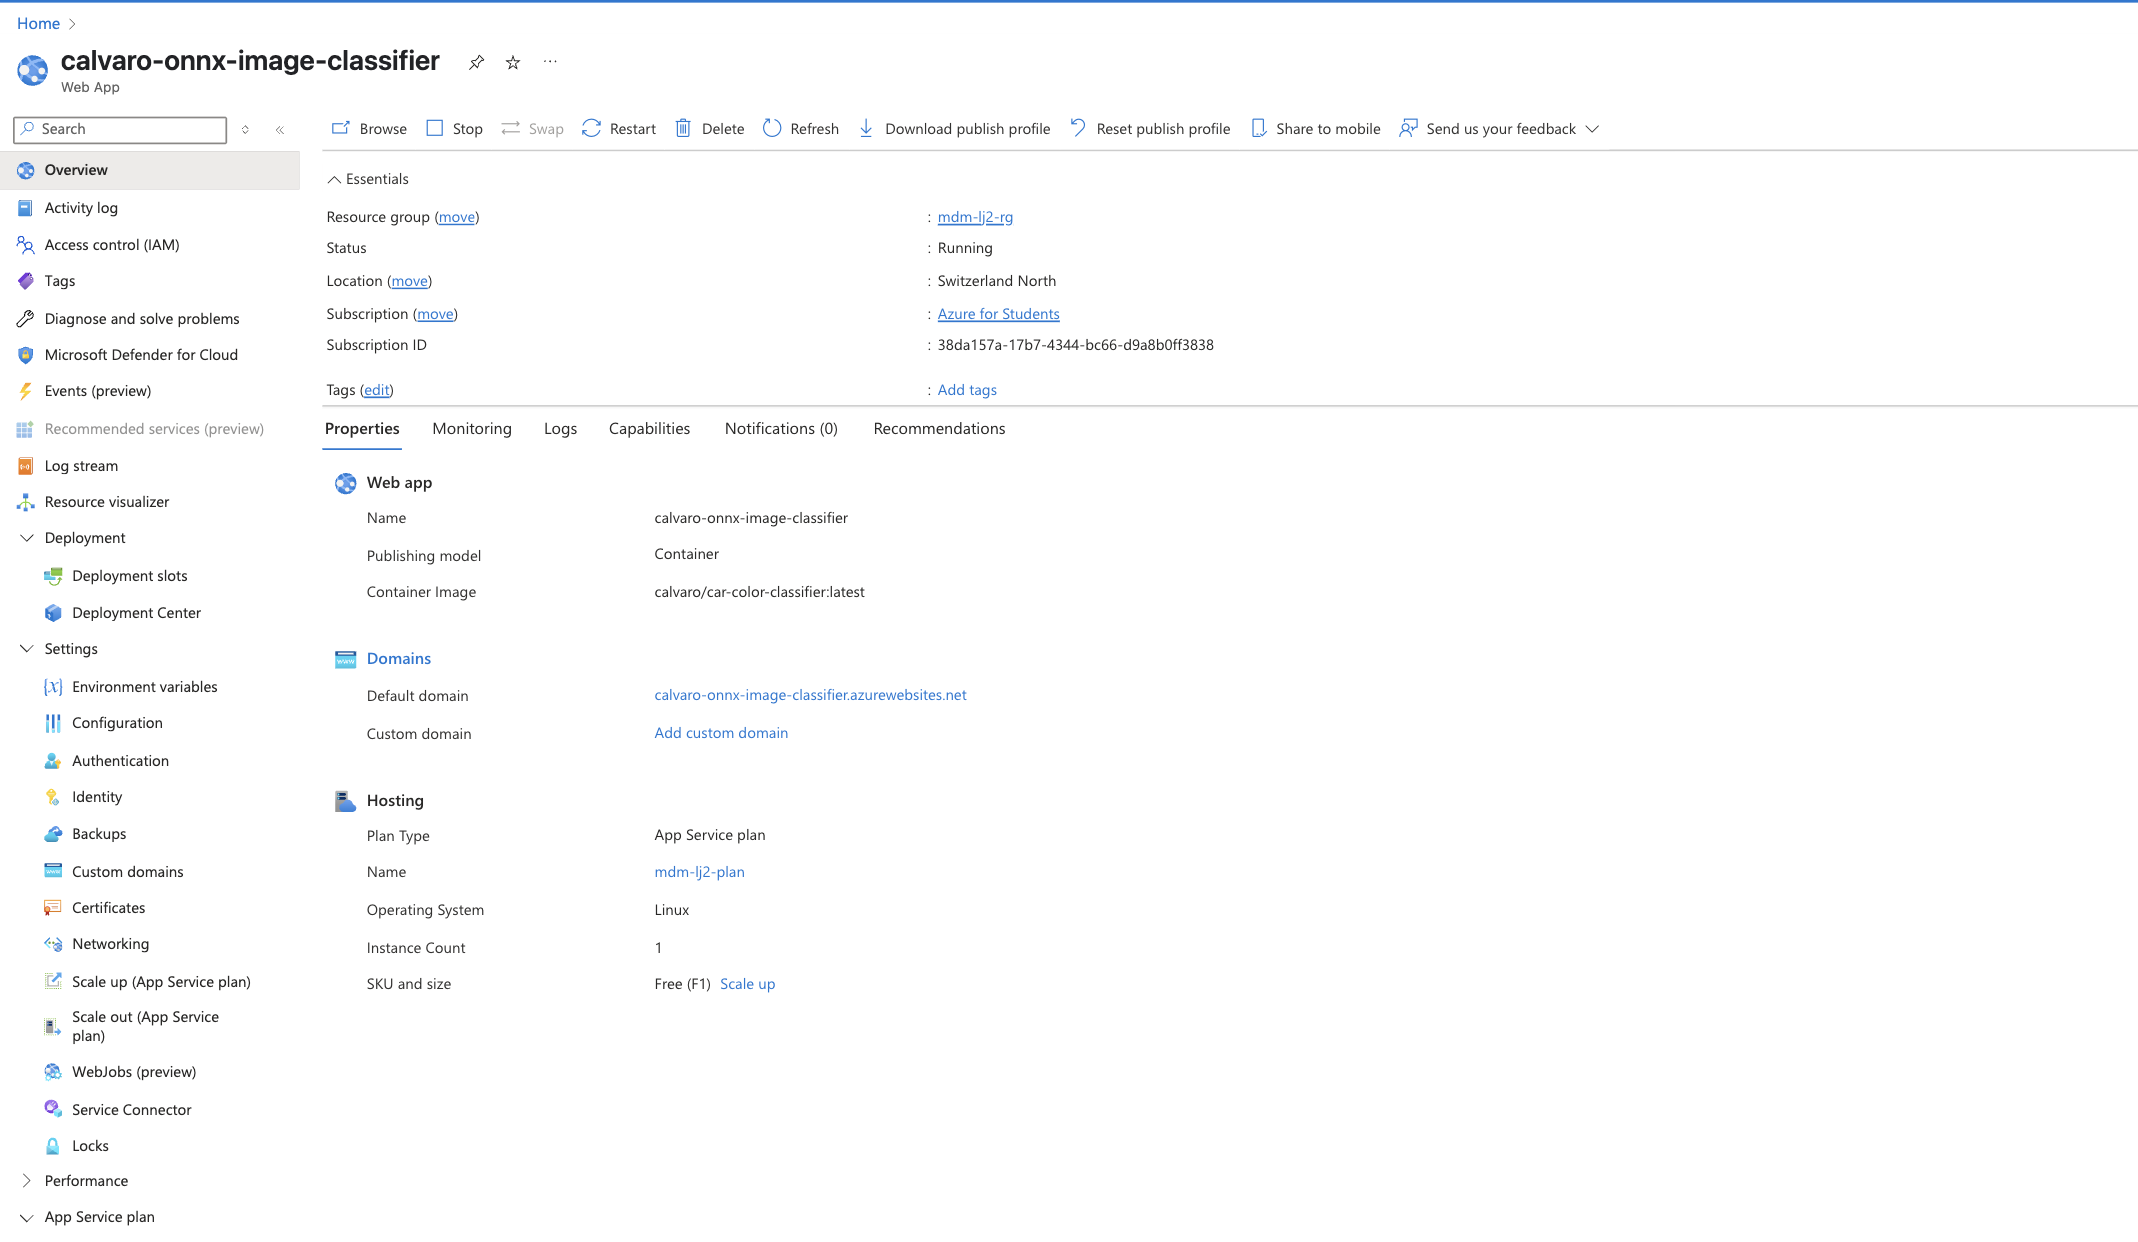 Home
calvaro-onnx-image-classifier
Web App
Search
Browse Stop Swap Restart Delete Refresh Download publish profile Reset publish profile Share to mobile Send us your feedback
Overview
Activity log
Access control (IAM)
Tags
Diagnose and solve problems
Microsoft Defender for Cloud
Events (preview)
Recommended services (preview)
Log stream
Resource visualizer
Deployment
Deployment slots
Deployment Center
Settings
Environment variables
Configuration
Authentication
Identity
Backups
Custom domains
Certificates
Networking
Scale up (App Service plan)
Scale out (App Service
plan)
WebJobs (preview)
Service Connector
Locks
Performance
App Service plan
Essentials
Resource group (move) : mdm-lj2-rg
Status : Running
Location (move) : Switzerland North
Subscription (move) : Azure for Students
Subscription ID : 38da157a-17b7-4344-bc66-d9a8b0ff3838
Tags (edit) : Add tags
Properties Monitoring Logs Capabilities Notifications (0) Recommendations
Web app
Name calvaro-onnx-image-classifier
Publishing model Container
Container Image calvaro/car-color-classifier:latest
Domains
Default domain calvaro-onnx-image-classifier.azurewebsites.net
Custom domain Add custom domain
Hosting
Plan Type App Service plan
Name mdm-lj2-plan
Operating System Linux
Instance Count 1
SKU and size Free (F1) Scale up